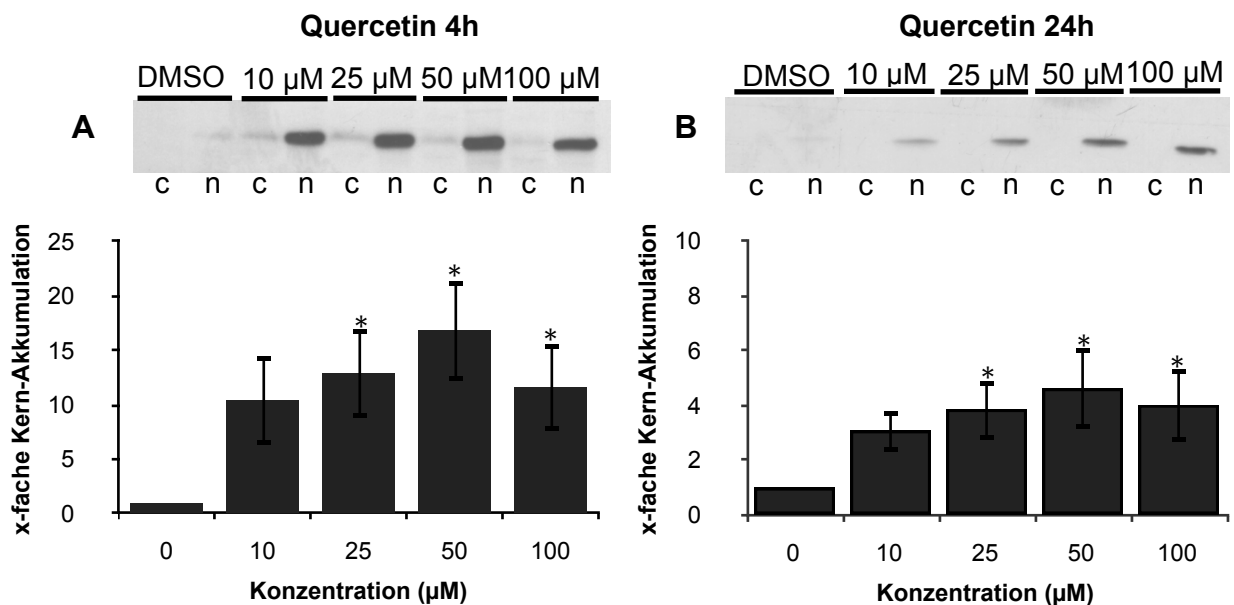 Quercetin 4h
DMSO 10 µM 25 µM 50 µM 100 µM
A
c n c n c n c n c n
x-fache Kern-Akkumulation
25
20
15
10
5
0
* * *
0 10 25 50 100
Konzentration (µM)
Quercetin 24h
DMSO 10 µM 25 µM 50 µM 100 µM
B
c n c n c n c n c n
x-fache Kern-Akkumulation
10
8
6
4
2
0
* * *
0 10 25 50 100
Konzentration (µM)